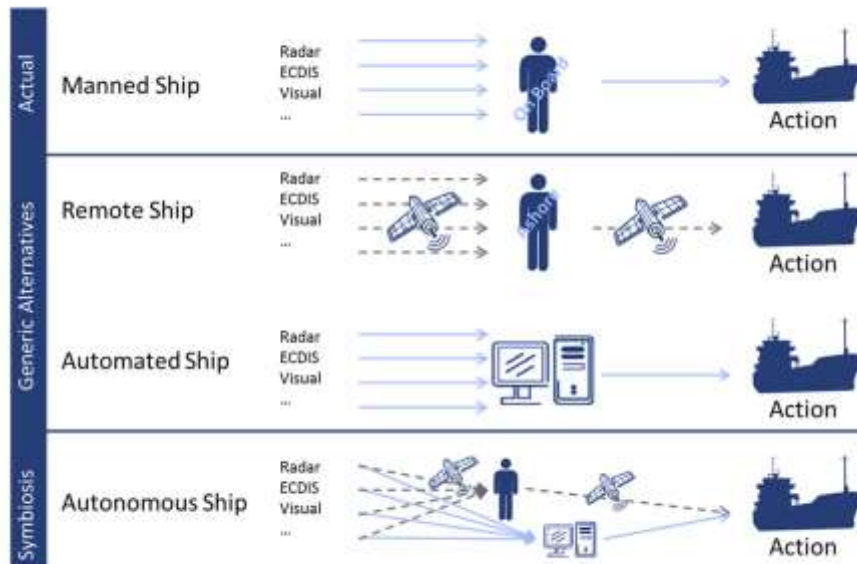 Actual
Manned Ship
Radar
ECDIS
Visual
...
On Board
Action
Generic Alternatives
Remote Ship
Radar
ECDIS
Visual
...
Ashore
Action
Automated Ship
Radar
ECDIS
Visual
...
Action
Symbiosis
Autonomous Ship
Radar
ECDIS
Visual
...
Action